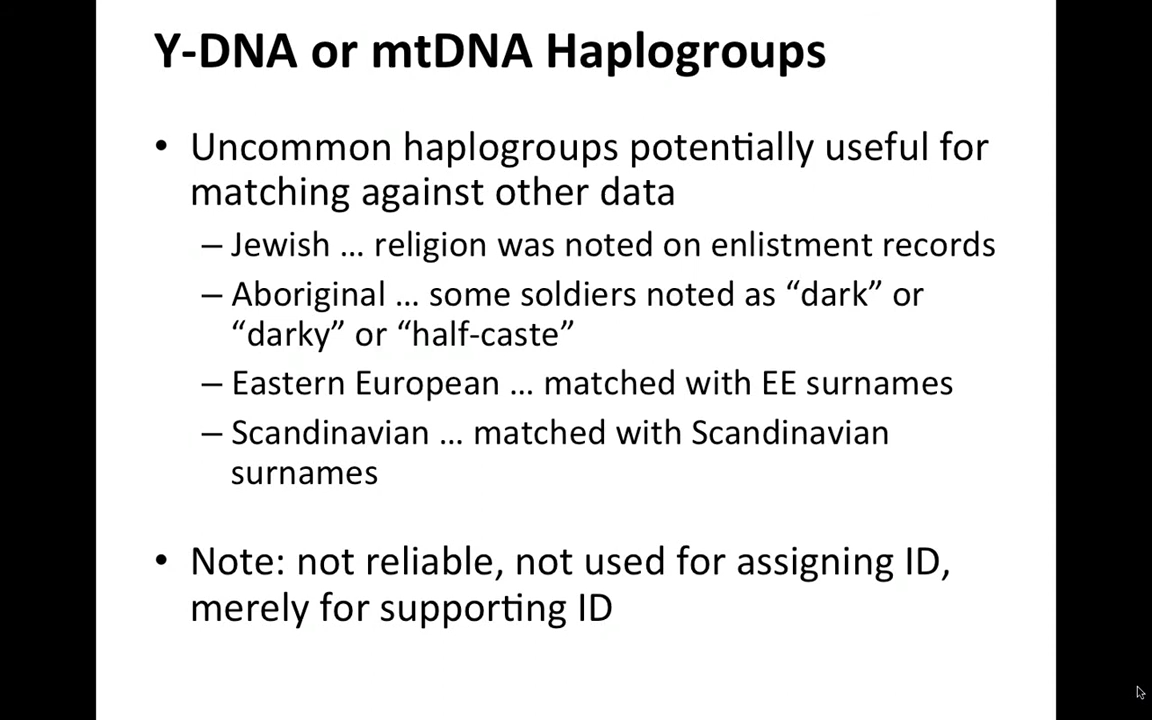 Y-DNA or mtDNA Haplogroups
• Uncommon haplogroups potentially useful for
matching against other data
– Jewish … religion was noted on enlistment records
– Aboriginal … some soldiers noted as “dark” or
“darky” or “half-caste”
– Eastern European … matched with EE surnames
– Scandinavian … matched with Scandinavian
surnames
• Note: not reliable, not used for assigning ID,
merely for supporting ID